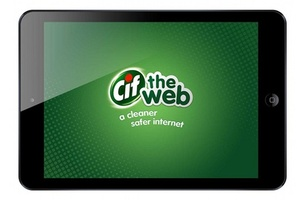 Cif the
web
a cleaner
safer internet